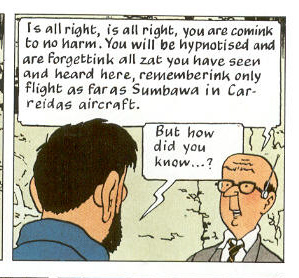 Is all right, is all right, you are comink
to no harm. You will be hypnotised and
are forgettink all zat you have seen
and heard here, rememberink only
flight as far as Sumbawa in Car-
reidas aircraft.
But how
did you
know...?